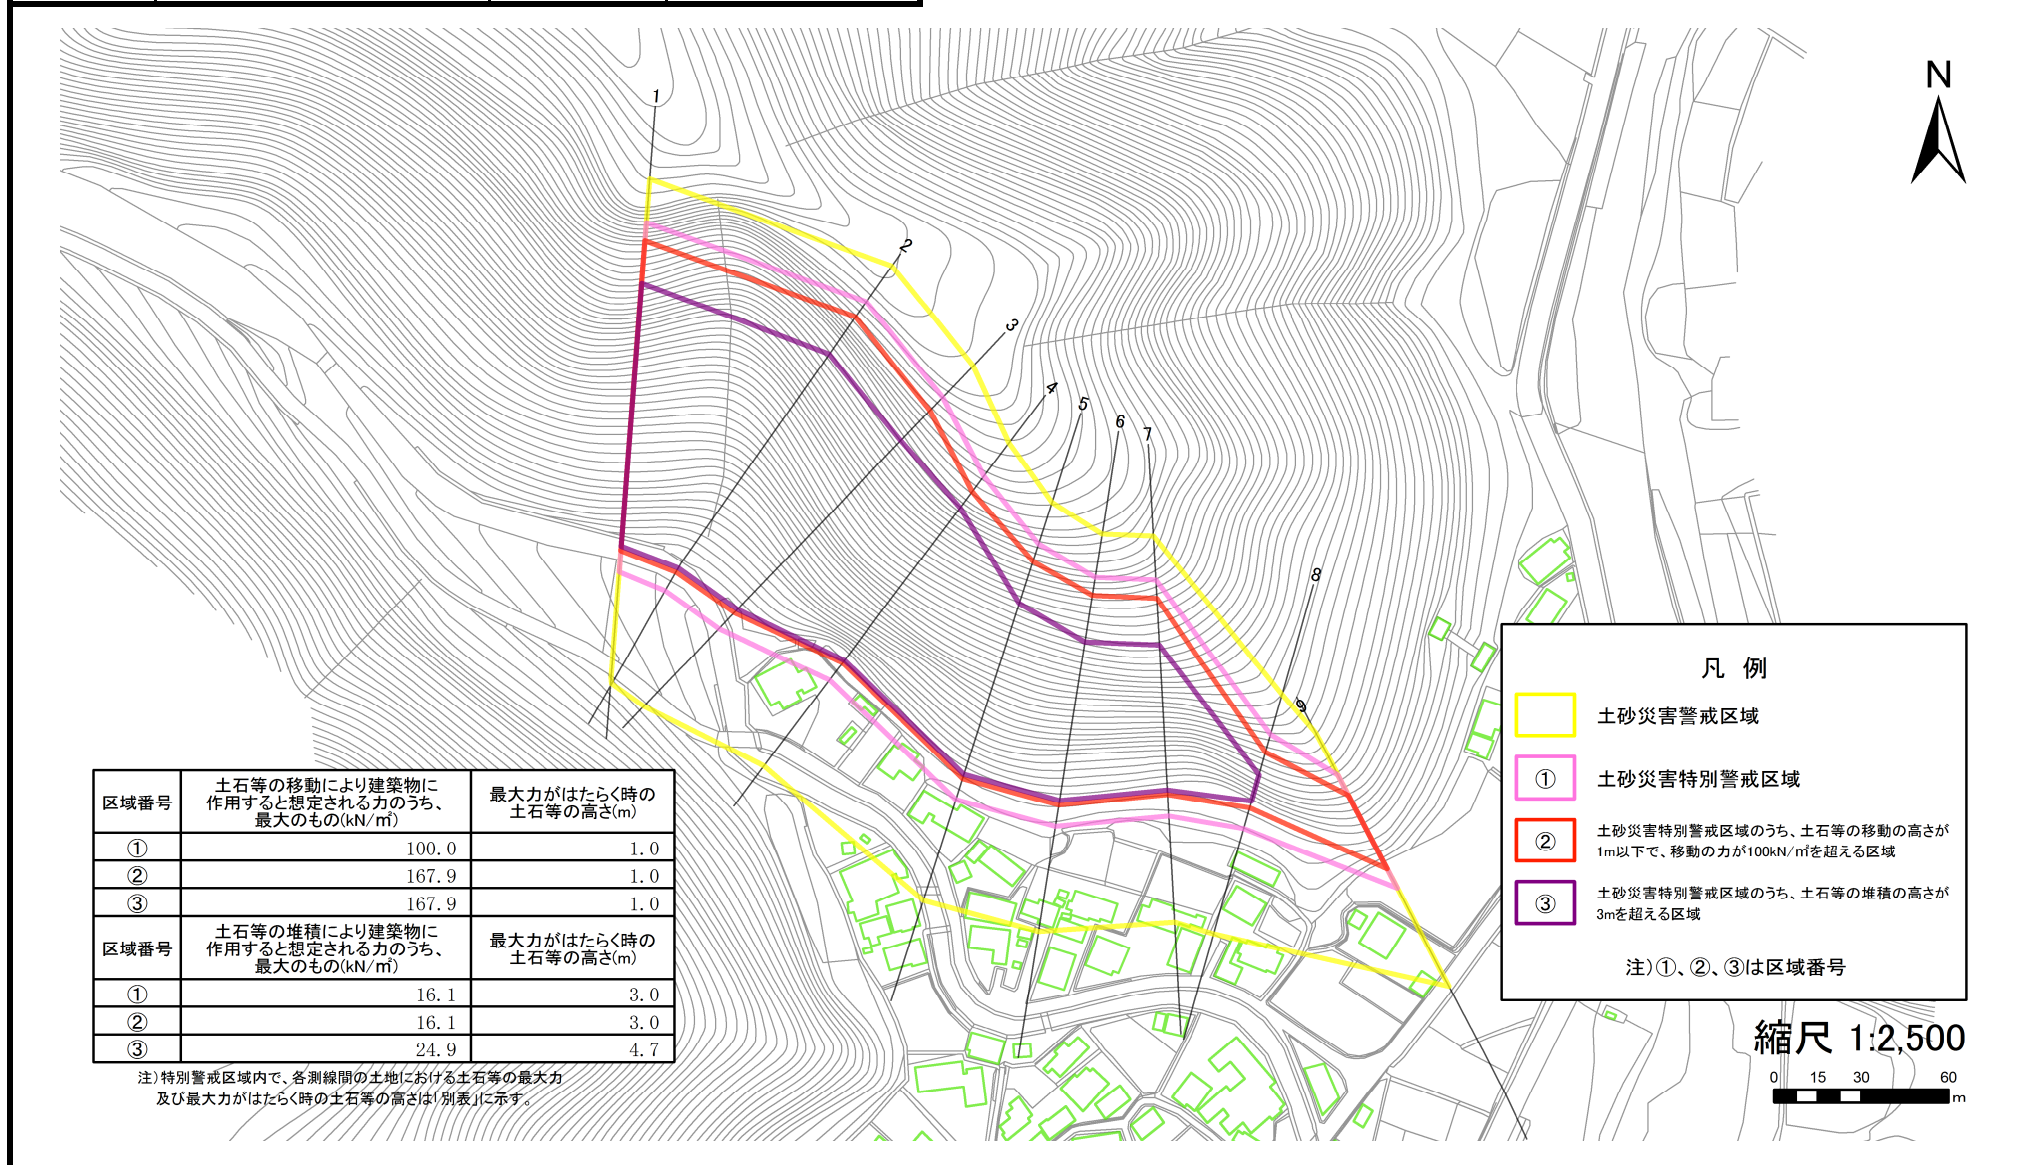 N
1
2
3
4
5
6
7
8
9
凡 例
土砂災害警戒区域
① 土砂災害特別警戒区域
② 土砂災害特別警戒区域のうち、土石等の移動の高さが
1m以下で、移動の力が100kN/㎡を超える区域
③ 土砂災害特別警戒区域のうち、土石等の堆積の高さが
3mを超える区域
注)①、②、③は区域番号
区域番号 土石等の移動により建築物に作用すると想定される力のうち、最大のもの(kN/㎡) 最大力がはたらく時の土石等の高さ(m)
① 100.0 1.0
② 167.9 1.0
③ 167.9 1.0
区域番号 土石等の堆積により建築物に作用すると想定される力のうち、最大のもの(kN/㎡) 最大力がはたらく時の土石等の高さ(m)
① 16.1 3.0
② 16.1 3.0
③ 24.9 4.7
注)特別警戒区域内で、各測線間の土地における土石等の最大力
及び最大力がはたらく時の土石等の高さは「別表」に示す。
縮尺 1:2,500
0 15 30 60
m